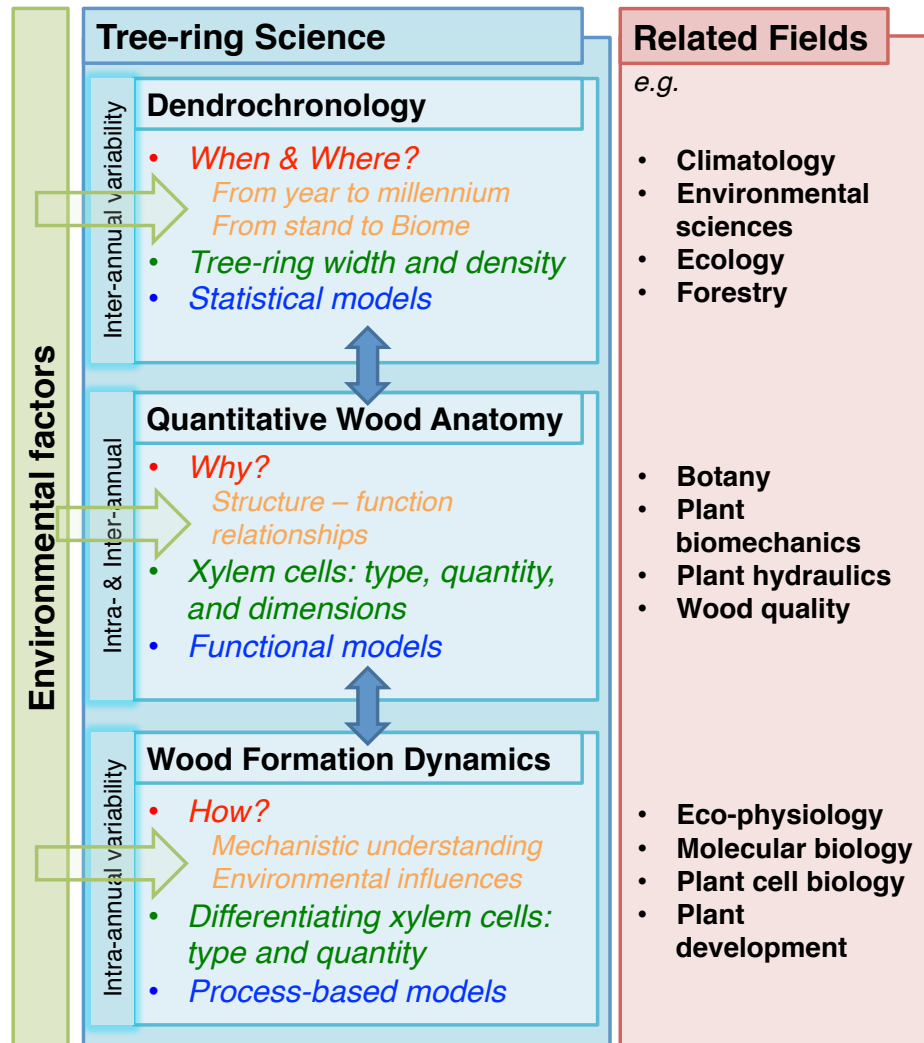 Environmental factors
Tree-ring Science
Inter-annual variability
Dendrochronology
• When & Where?
From year to millennium
From stand to Biome
• Tree-ring width and density
• Statistical models
Intra- & Inter-annual
Quantitative Wood Anatomy
• Why?
Structure – function
relationships
• Xylem cells: type, quantity,
and dimensions
• Functional models
Intra-annual variability
Wood Formation Dynamics
• How?
Mechanistic understanding
Environmental influences
• Differentiating xylem cells:
type and quantity
• Process-based models
Related Fields
e.g.
• Climatology
• Environmental
sciences
• Ecology
• Forestry
• Botany
• Plant
biomechanics
• Plant hydraulics
• Wood quality
• Eco-physiology
• Molecular biology
• Plant cell biology
• Plant
development